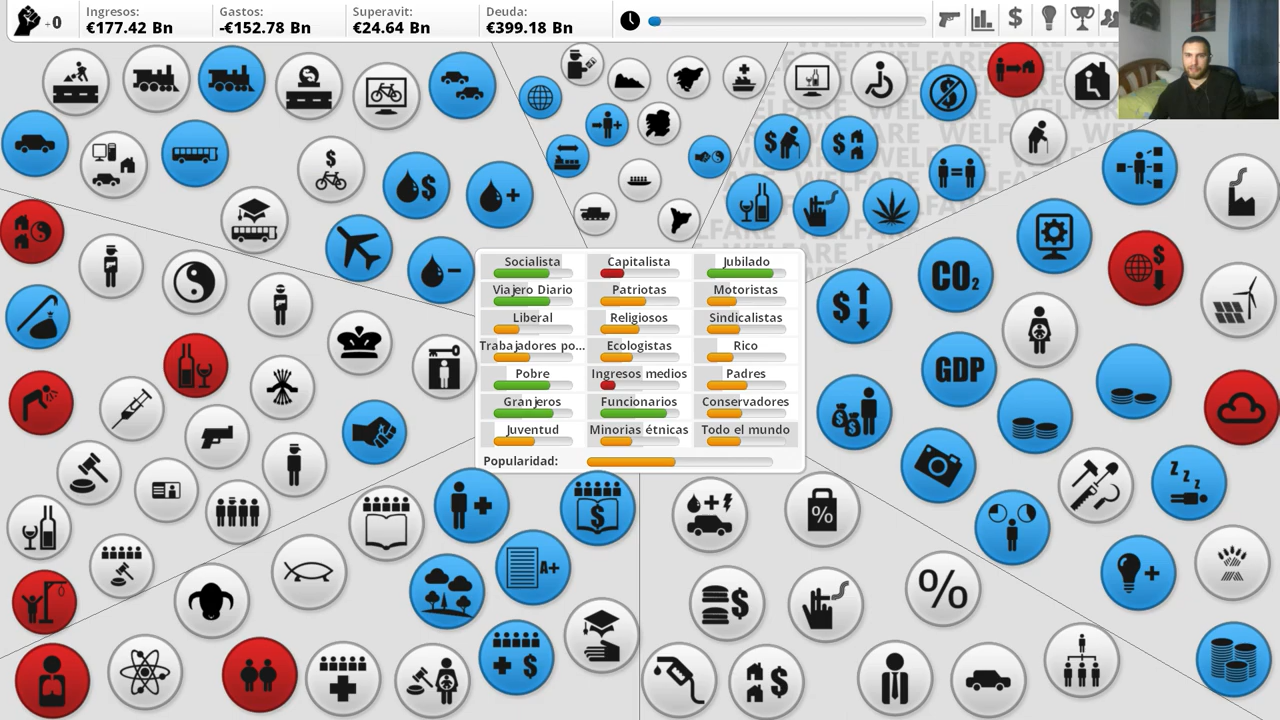 +0
Ingresos:
€177.42 Bn
Gastos:
-€152.78 Bn
Superavit:
€24.64 Bn
Deuda:
€399.18 Bn
WELFARE
Socialista
Capitalista
Jubilado
Viajero Diario
Patriotas
Motoristas
Liberal
Religiosos
Sindicalistas
Trabajadores po...
Ecologistas
Rico
Pobre
Ingresos medios
Padres
Granjeros
Funcionarios
Conservadores
Juventud
Minorias étnicas
Todo el mundo
Popularidad:
CO₂
GDP
A+
Z Z Z
%
%